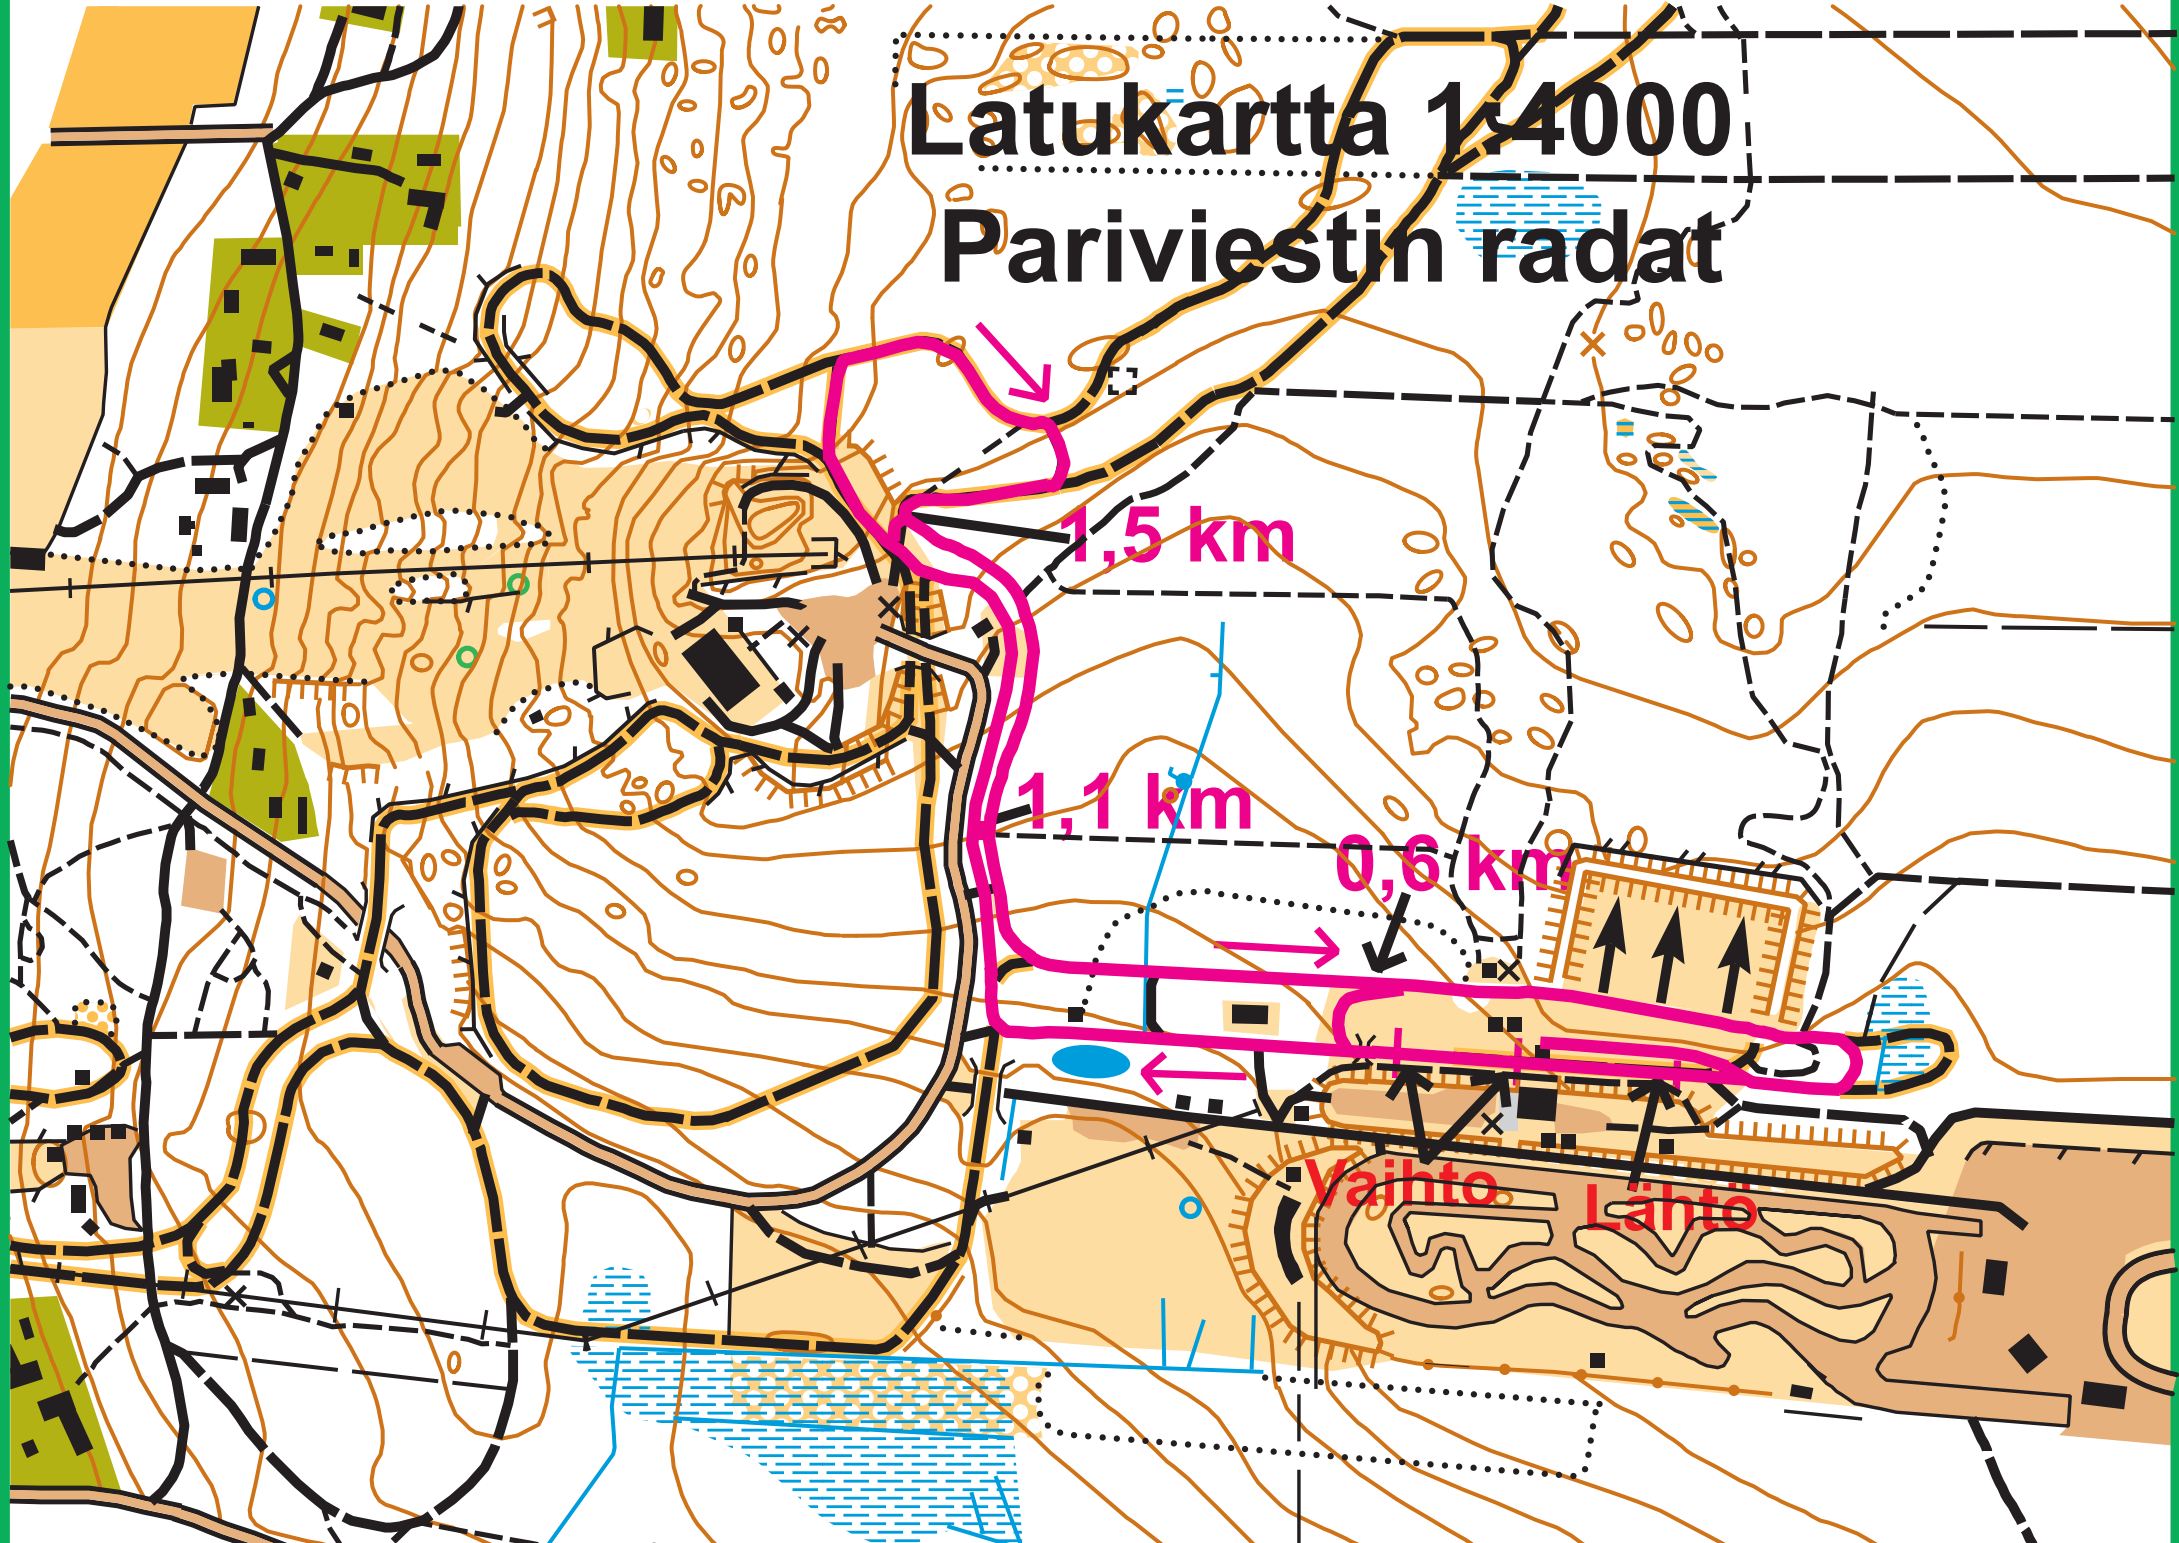 Latukartta 1:4000
Pariviestin radat
1,5 km
1,1 km
0,6 km
Vaihto
Lähtö